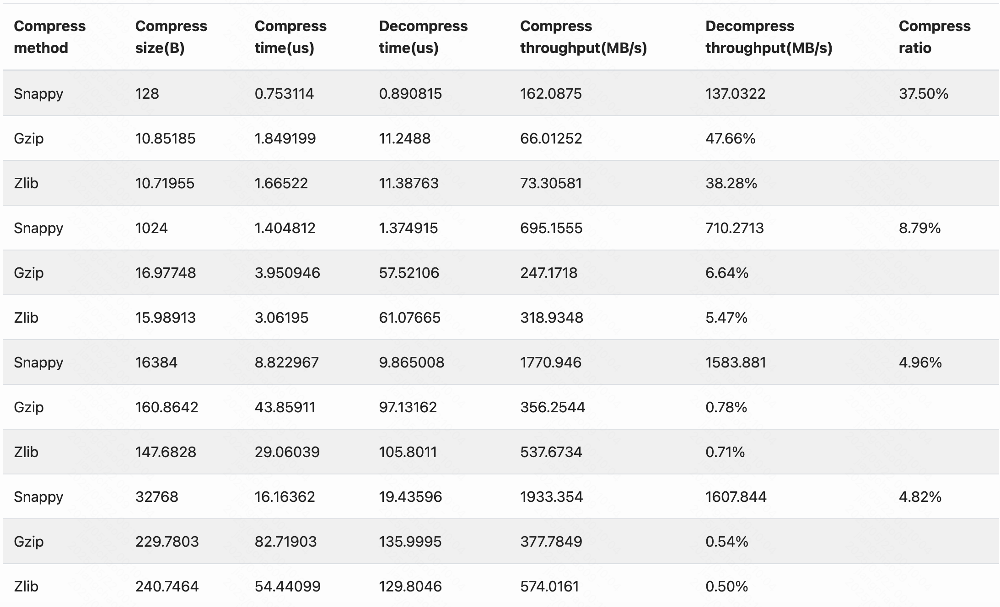 Compress method Compress size(B) Compress time(us) Decompress time(us) Compress throughput(MB/s) Decompress throughput(MB/s) Compress ratio
Snappy 128 0.753114 0.890815 162.0875 137.0322 37.50%
Gzip 10.85185 1.849199 11.2488 66.01252 47.66%
Zlib 10.71955 1.66522 11.38763 73.30581 38.28%
Snappy 1024 1.404812 1.374915 695.1555 710.2713 8.79%
Gzip 16.97748 3.950946 57.52106 247.1718 6.64%
Zlib 15.98913 3.06195 61.07665 318.9348 5.47%
Snappy 16384 8.822967 9.865008 1770.946 1583.881 4.96%
Gzip 160.8642 43.85911 97.13162 356.2544 0.78%
Zlib 147.6828 29.06039 105.8011 537.6734 0.71%
Snappy 32768 16.16362 19.43596 1933.354 1607.844 4.82%
Gzip 229.7803 82.71903 135.9995 377.7849 0.54%
Zlib 240.7464 54.44099 129.8046 574.0161 0.50%